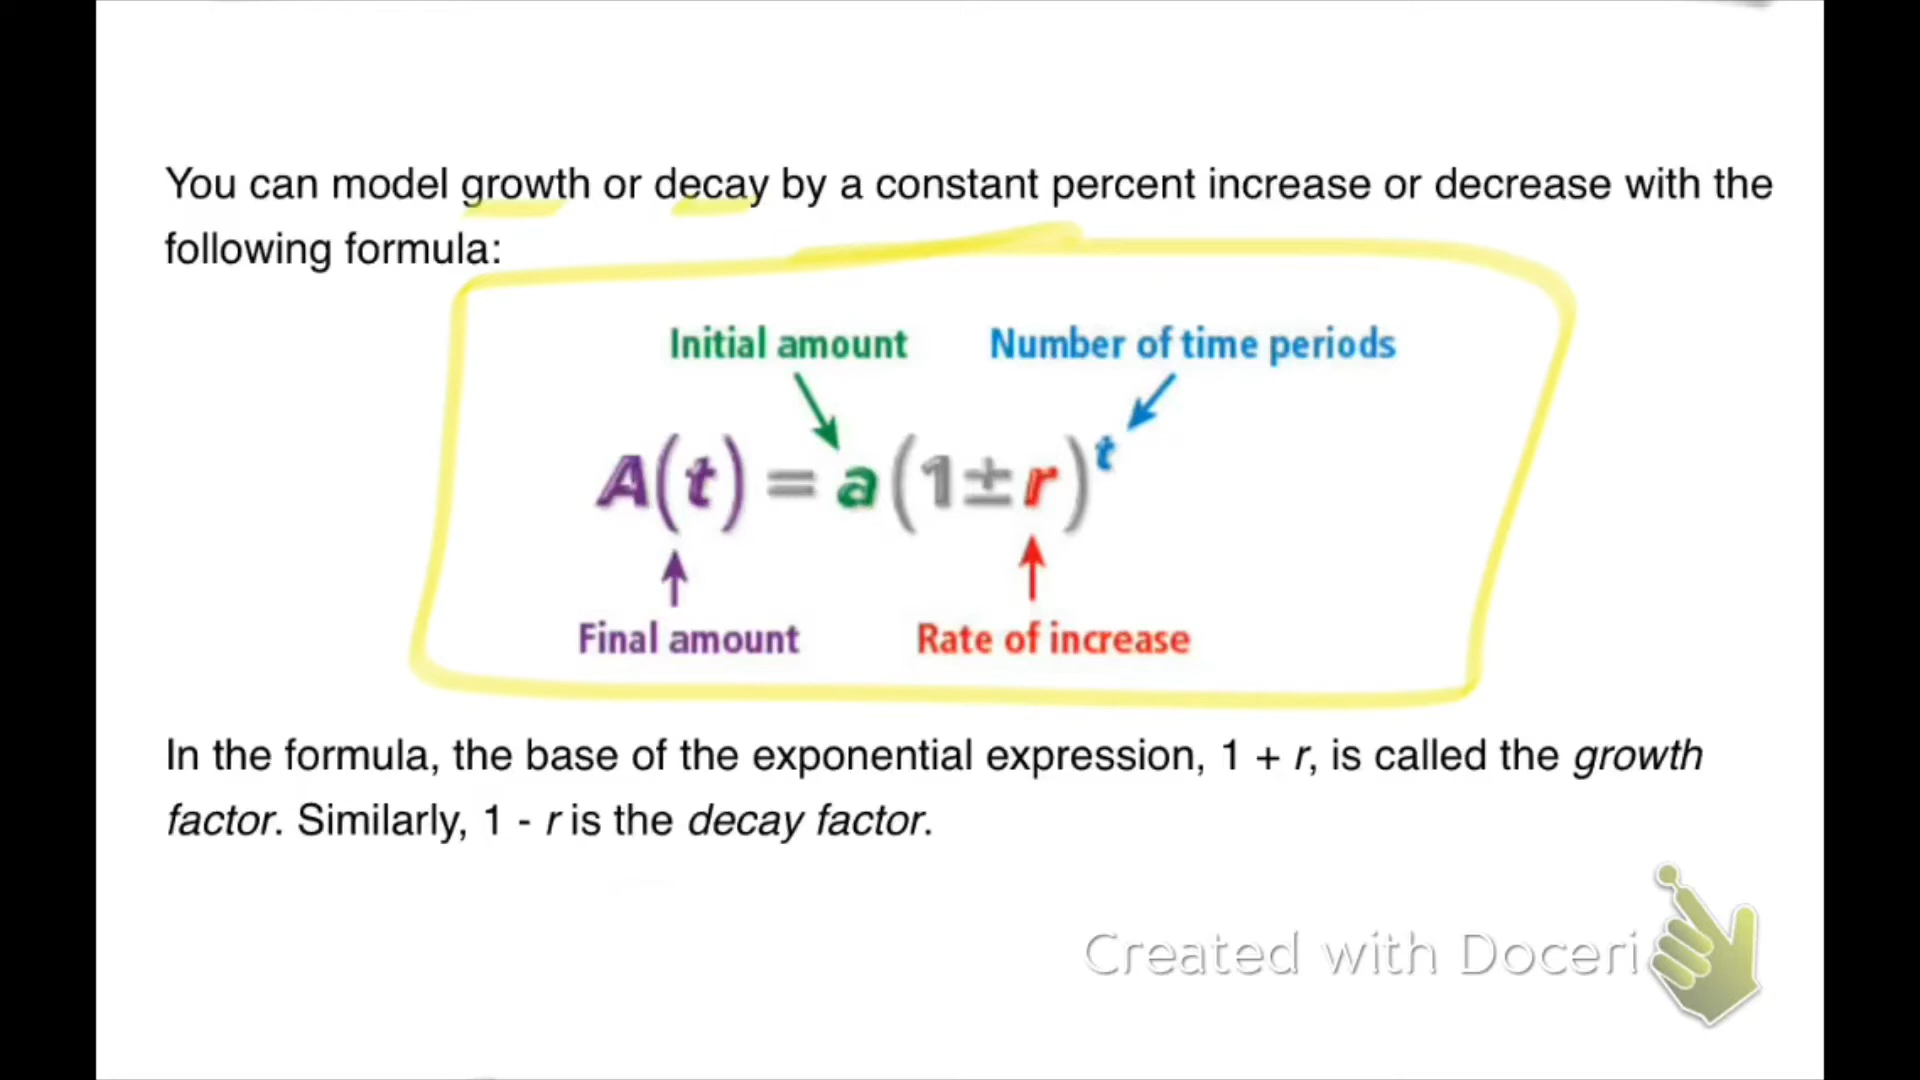 You can model growth or decay by a constant percent increase or decrease with the
following formula:
Initial amount Number of time periods
A(t) = a(1±r)^t
Final amount Rate of increase
In the formula, the base of the exponential expression, 1 + r, is called the growth
factor. Similarly, 1 - r is the decay factor.
Created with Doceri